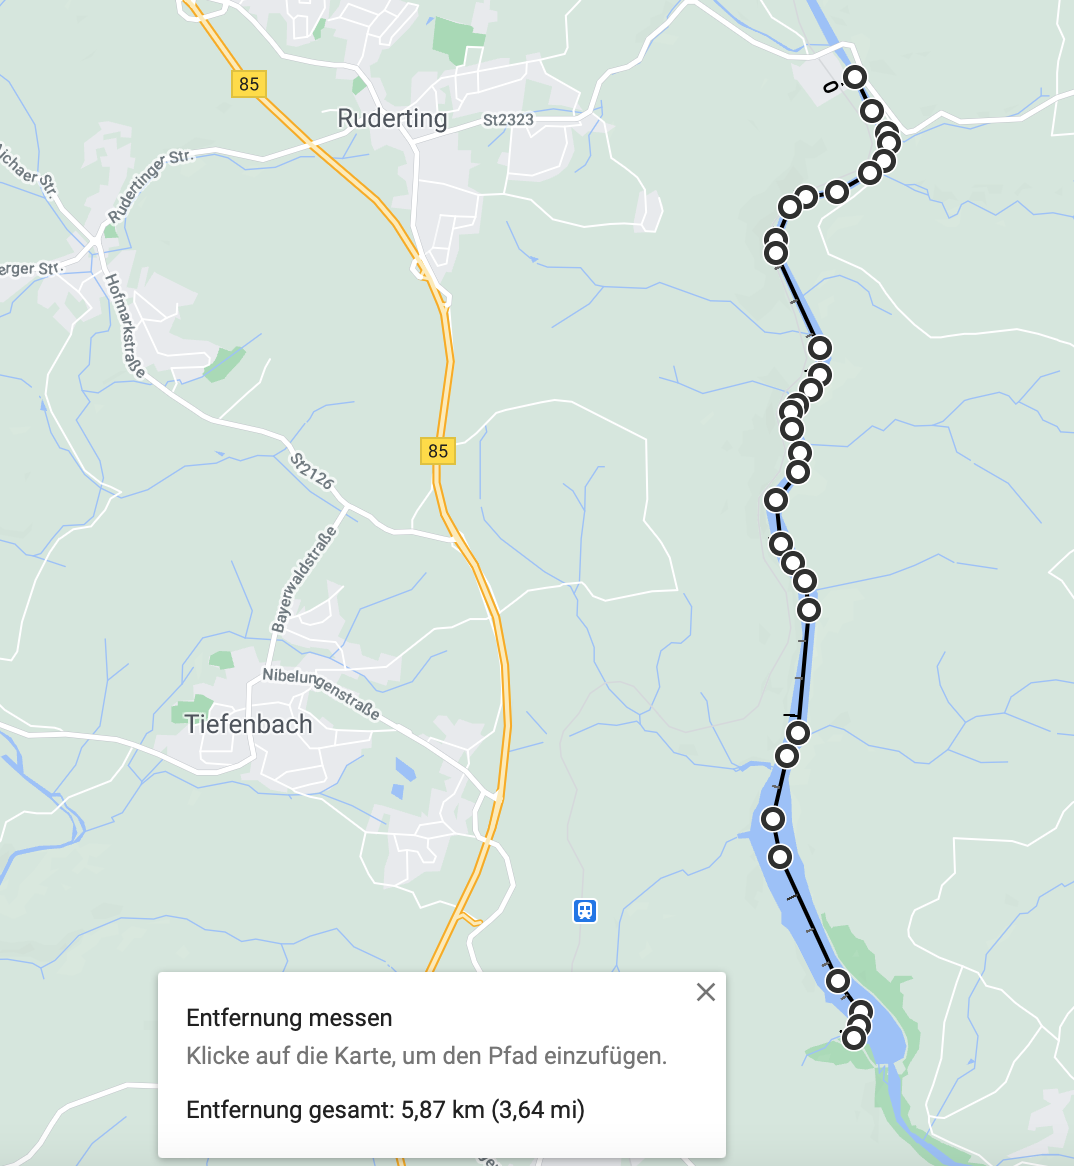 85
Ruderting
St2323
0
Aichaer Str.
Rudertinger Str.
erger Str.
Hofmarkstraße
85
St2126
Bayerwaldstraße
Nibelungenstraße
Tiefenbach
Entfernung messen
Klicke auf die Karte, um den Pfad einzufügen.
Entfernung gesamt: 5,87 km (3,64 mi)